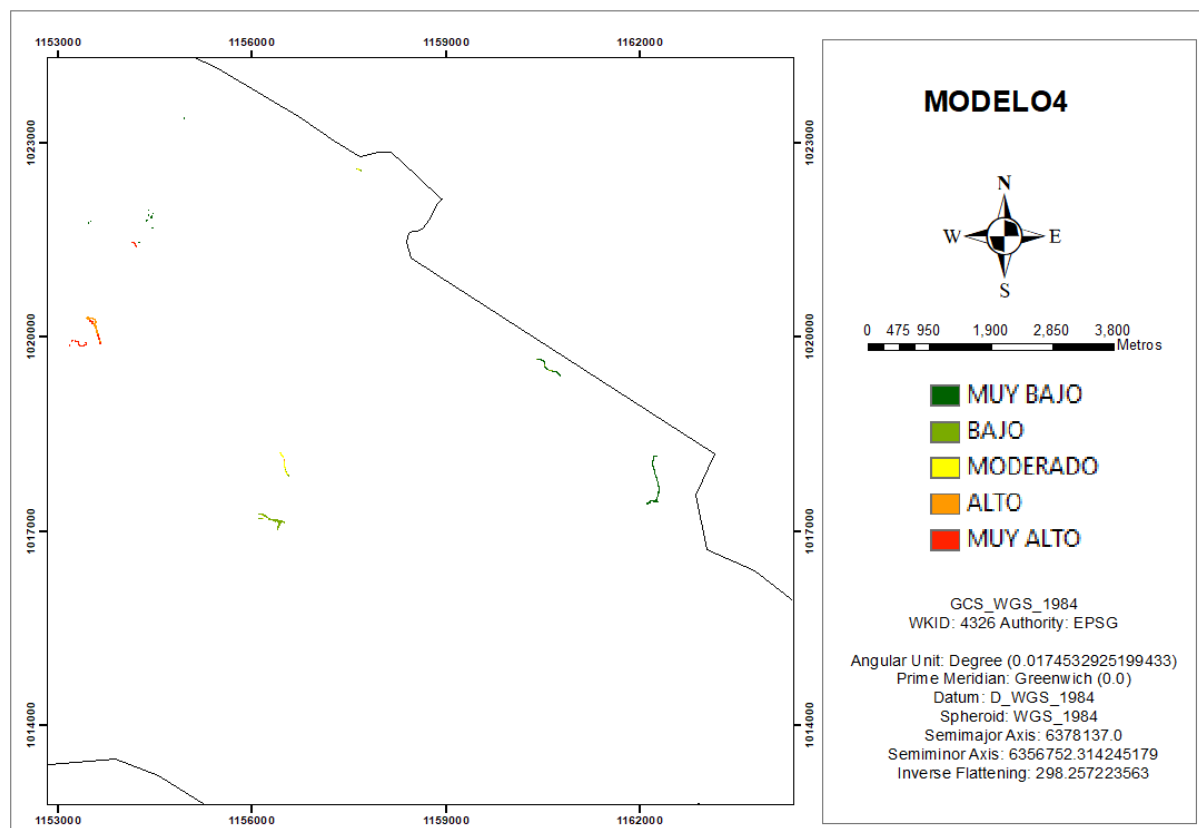 1153000 1156000 1159000 1162000
1023000 1023000
1020000 1020000
1017000 1017000
1014000 1014000
1153000 1156000 1159000 1162000
MODELO4
N
W E
S
0 475 950 1,900 2,850 3,800
Metros
MUY BAJO
BAJO
MODERADO
ALTO
MUY ALTO
GCS_WGS_1984
WKID: 4326 Authority: EPSG
Angular Unit: Degree (0.0174532925199433)
Prime Meridian: Greenwich (0.0)
Datum: D_WGS_1984
Spheroid: WGS_1984
Semimajor Axis: 6378137.0
Semiminor Axis: 6356752.314245179
Inverse Flattening: 298.257223563